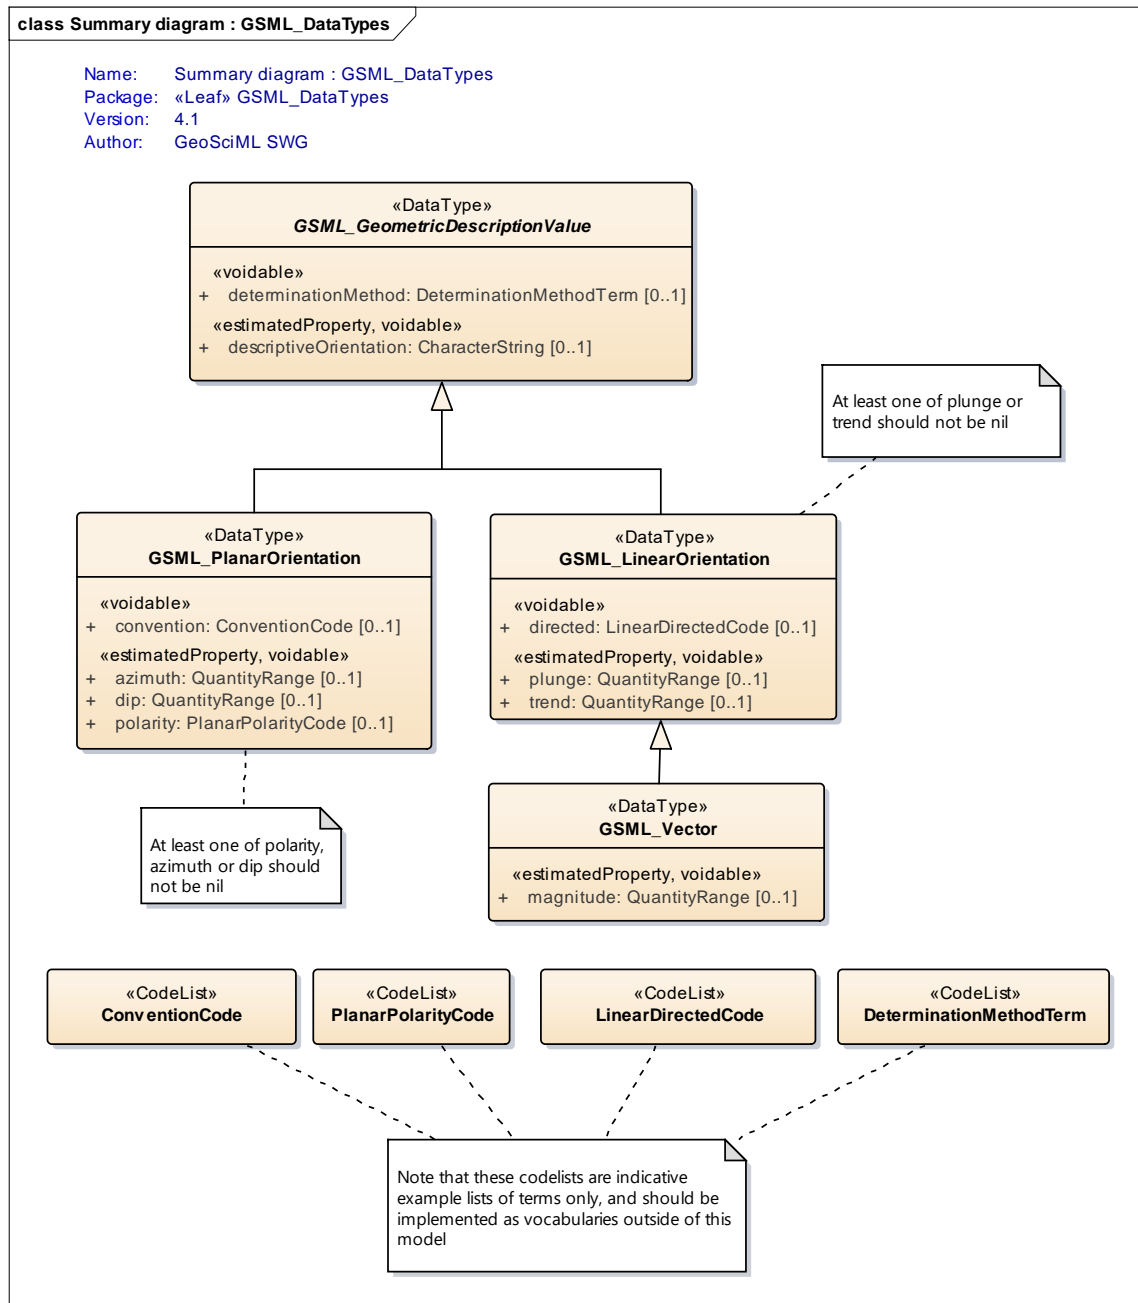 class Summary diagram : GSML_DataTypes
Name: Summary diagram : GSML_DataTypes
Package: «Leaf» GSML_DataTypes
Version: 4.1
Author: GeoSciML SWG
«DataType»
GSML_GeometricDescriptionValue
«voidable»
+ determinationMethod: DeterminationMethodTerm [0..1]
«estimatedProperty, voidable»
+ descriptiveOrientation: CharacterString [0..1]
At least one of plunge or
trend should not be nil
«DataType»
GSML_PlanarOrientation
«voidable»
+ convention: ConventionCode [0..1]
«estimatedProperty, voidable»
+ azimuth: QuantityRange [0..1]
+ dip: QuantityRange [0..1]
+ polarity: PlanarPolarityCode [0..1]
«DataType»
GSML_LinearOrientation
«voidable»
+ directed: LinearDirectedCode [0..1]
«estimatedProperty, voidable»
+ plunge: QuantityRange [0..1]
+ trend: QuantityRange [0..1]
At least one of polarity,
azimuth or dip should
not be nil
«DataType»
GSML_Vector
«estimatedProperty, voidable»
+ magnitude: QuantityRange [0..1]
«CodeList»
ConventionCode
«CodeList»
PlanarPolarityCode
«CodeList»
LinearDirectedCode
«CodeList»
DeterminationMethodTerm
Note that these codelists are indicative
example lists of terms only, and should be
implemented as vocabularies outside of this
model